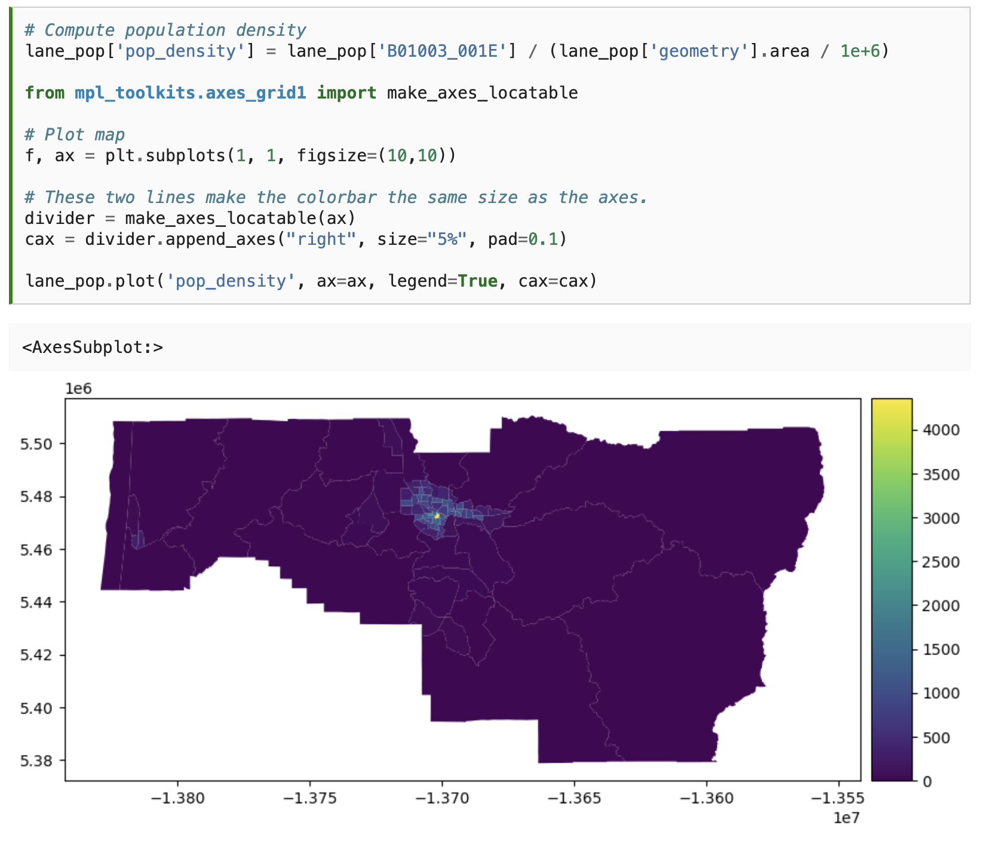 # Compute population density
lane_pop['pop_density'] = lane_pop['B01003_001E'] / (lane_pop['geometry'].area / 1e+6)
from mpl_toolkits.axes_grid1 import make_axes_locatable
# Plot map
f, ax = plt.subplots(1, 1, figsize=(10,10))
# These two lines make the colorbar the same size as the axes.
divider = make_axes_locatable(ax)
cax = divider.append_axes("right", size="5%", pad=0.1)
lane_pop.plot('pop_density', ax=ax, legend=True, cax=cax)
<AxesSubplot:>
1e6
5.50
5.48
5.46
5.44
5.42
5.40
5.38
−1.380
−1.375
−1.370
−1.365
−1.360
−1.355
1e7
4000
3500
3000
2500
2000
1500
1000
500
0